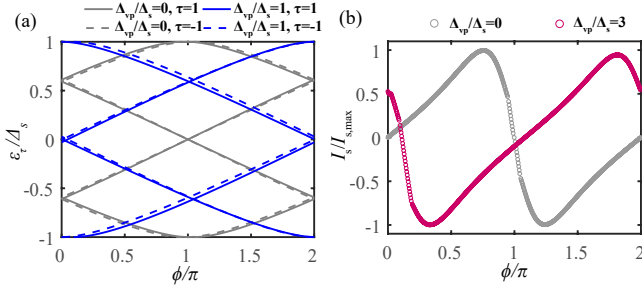 (a)
Δvp/Δs=0, τ=1
Δvp/Δs=1, τ=1
Δvp/Δs=0, τ=-1
Δvp/Δs=1, τ=-1
1
0.5
0
-0.5
-1
ετ/Δs
0
0.5
1
1.5
2
ϕ/π
(b)
Δvp/Δs=0
Δvp/Δs=3
1
0.5
0
-0.5
-1
Is/Is,max
0
0.5
1
1.5
2
ϕ/π